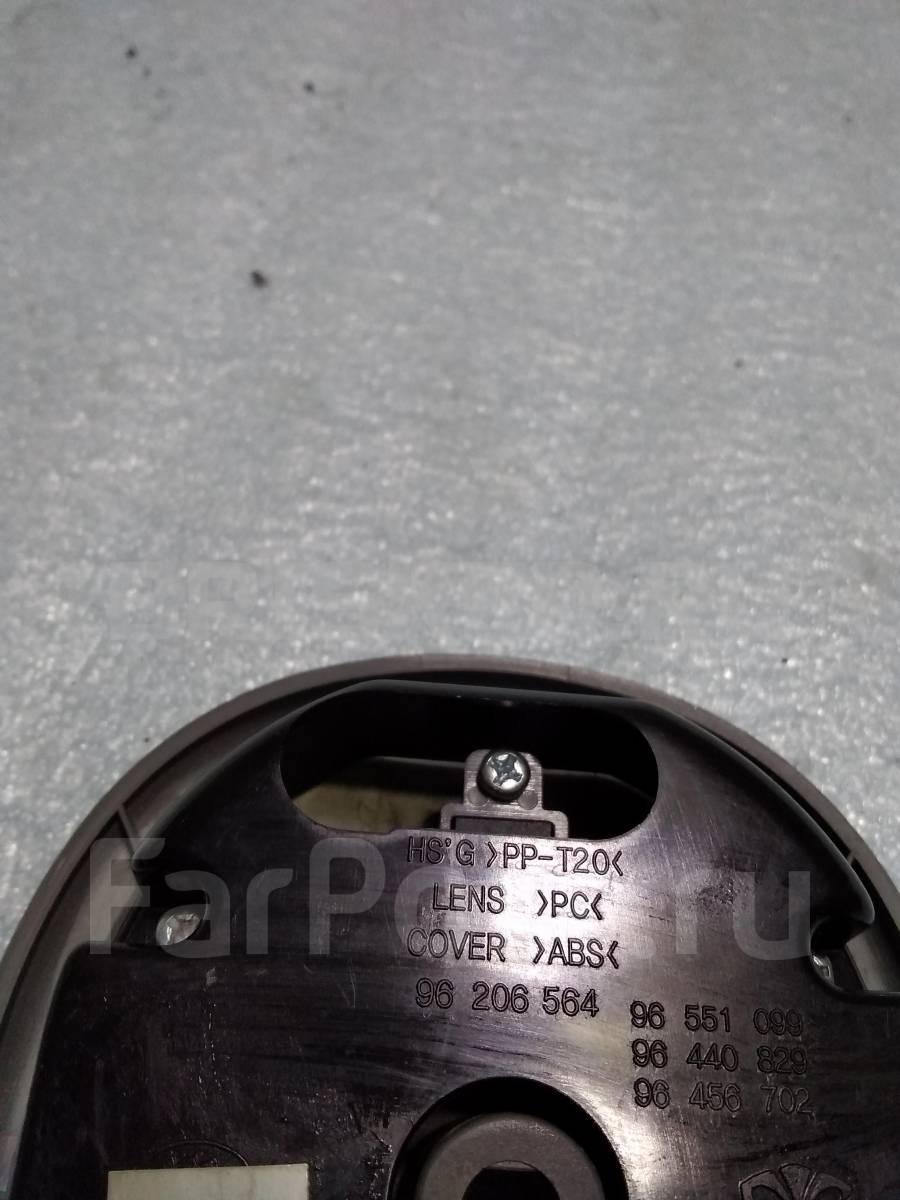 HS'G >PP-T20<
LENS >PC<
COVER >ABS<
96 206 564
96 551 099
96 440 829
96 456 702
FarPost.ru